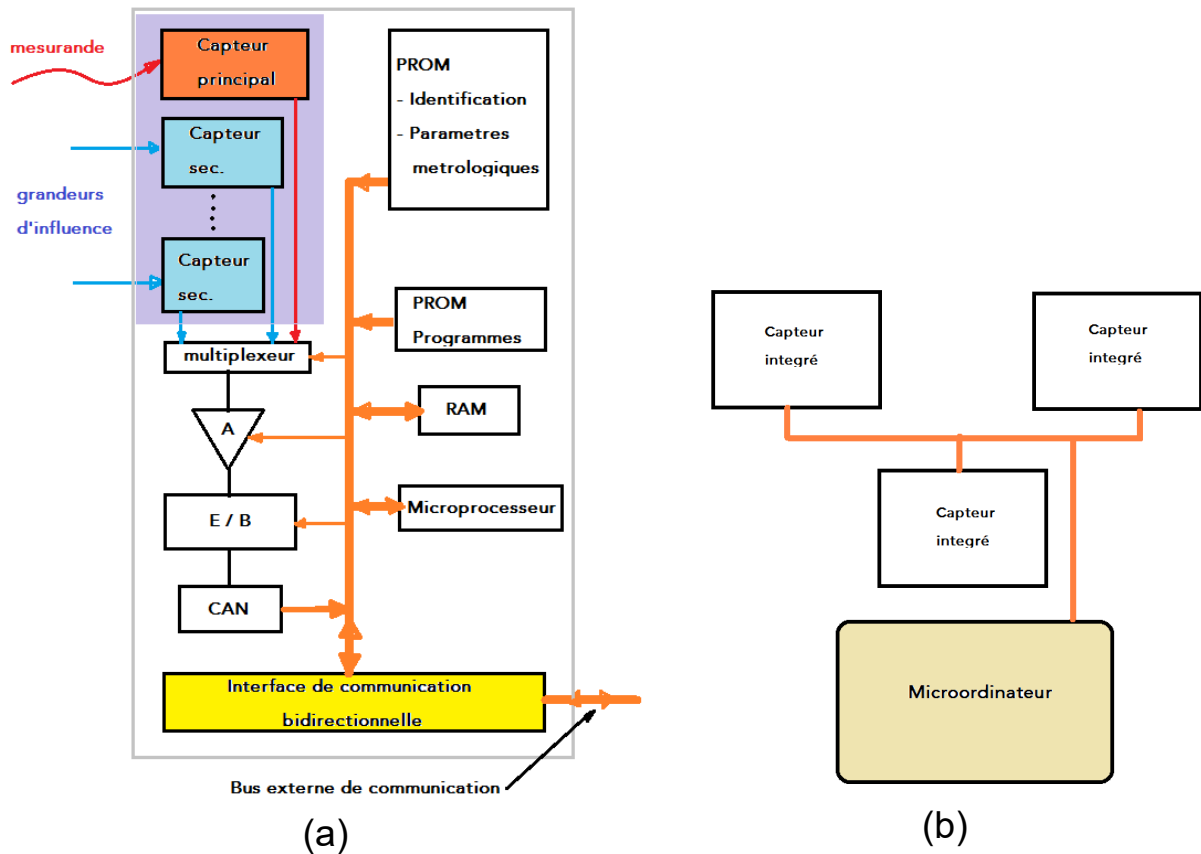 mesurande
Capteur
principal
Capteur
sec.
grandeurs
d'influence
Capteur
sec.
multiplexeur
A
E / B
CAN
PROM
- Identification
- Parametres
metrologiques
PROM
Programmes
RAM
Microprocesseur
Interface de communication
bidirectionnelle
Bus externe de communication
(a)
Capteur
integré
Capteur
integré
Capteur
integré
Microordinateur
(b)